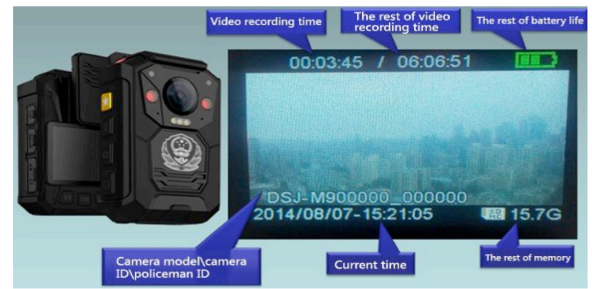 Video recording time
The rest of video
recording time
The rest of battery life
00:03:45 / 06:06:51
DSJ-M900000_000000
2014/08/07-15:21:05
15.7G
Camera model\camera
ID\policeman ID
Current time
The rest of memory